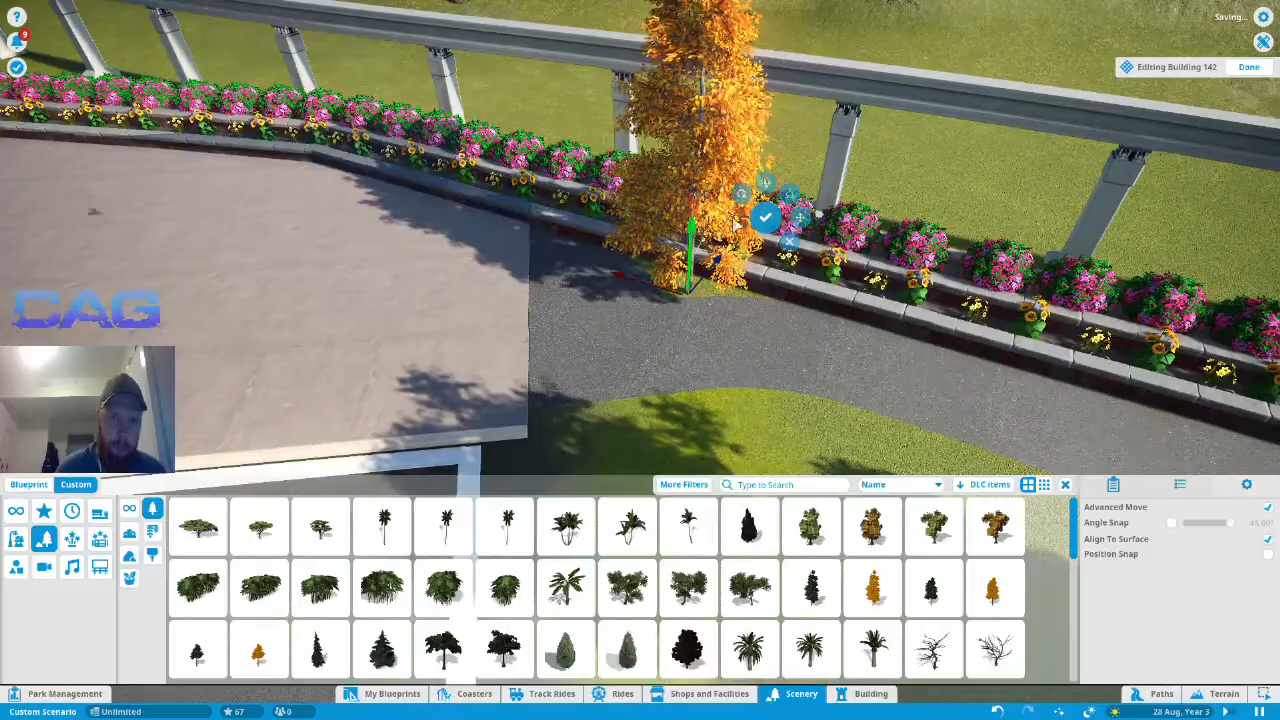 Saving...
9
Editing Building 142 Done
CAG
Blueprint Custom More Filters Type to Search Name DLC items
Advanced Move
Angle Snap 45.00°
Align To Surface
Position Snap
Park Management My Blueprints Coasters Track Rides Rides Shops and Facilities Scenery Building Paths Terrain
Custom Scenario Unlimited 67 0 28 Aug, Year 3